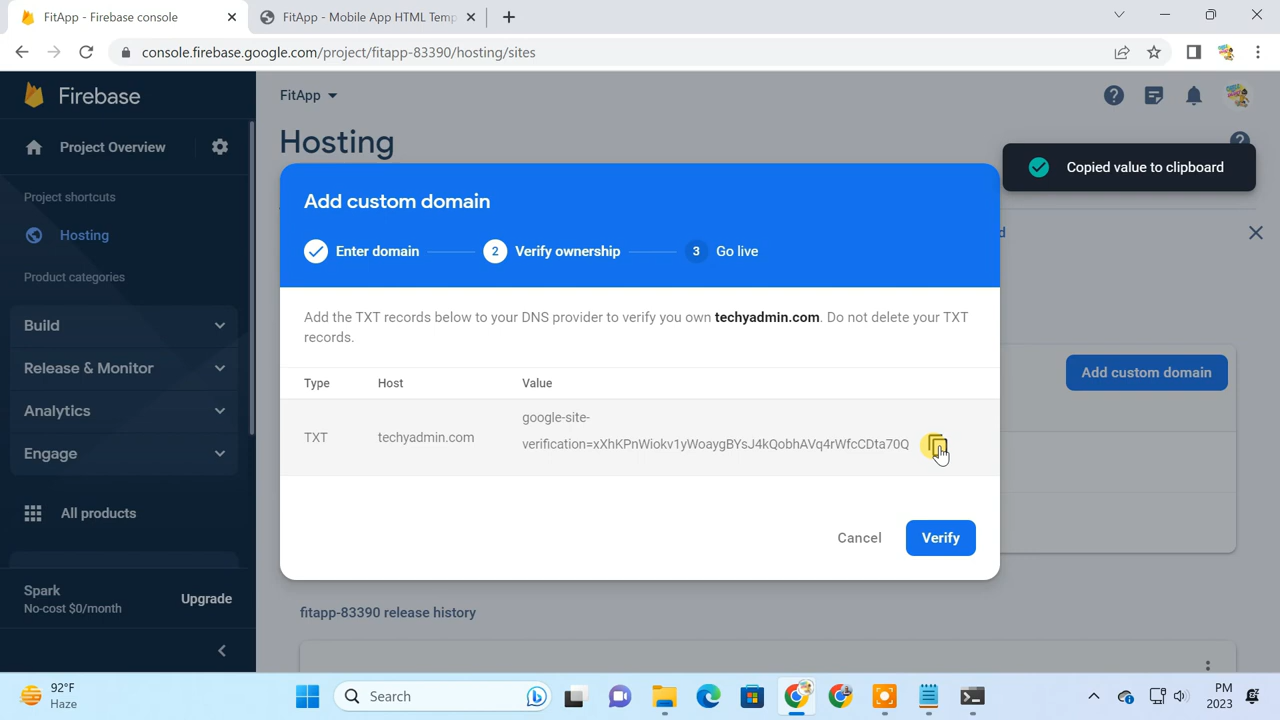 FitApp - Firebase console
FitApp - Mobile App HTML Temp
console.firebase.google.com/project/fitapp-83390/hosting/sites
Firebase
FitApp
Project Overview
Hosting
Copied value to clipboard
Project shortcuts
Hosting
Product categories
Build
Release & Monitor
Analytics
Engage
All products
Spark
No-cost $0/month
Upgrade
Add custom domain
Enter domain
2 Verify ownership
3 Go live
Add the TXT records below to your DNS provider to verify you own techyadmin.com. Do not delete your TXT
records.
Type Host Value
TXT techyadmin.com google-site-
verification=xXhKPnWiokv1yWoaygBYsJ4kQobhAVq4rWfcCDta70Q
Cancel Verify
d
Add custom domain
fitapp-83390 release history
92°F
Haze
Search
PM
2023